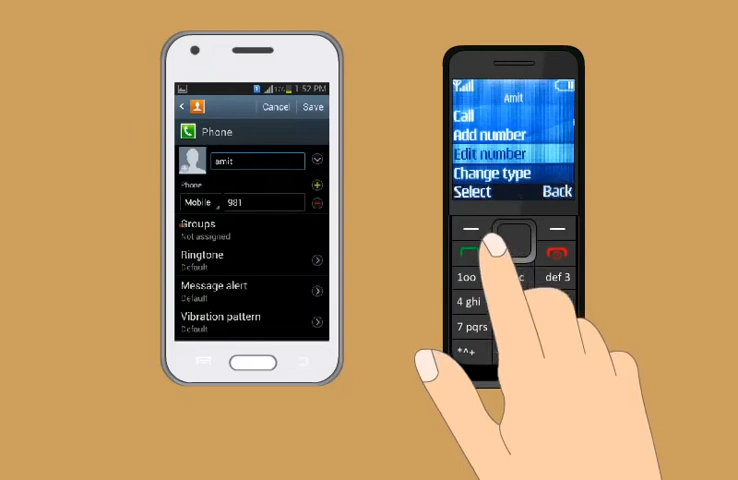 1:52 PM
Cancel
Save
Phone
amit
Phone
Mobile
981
Groups
Not assigned
Ringtone
Default
Message alert
Default
Vibration pattern
Default
Amit
Call
Add number
Edit number
Change type
Select
Back
1oo
c
def 3
4 ghi
7 pqrs
*^+